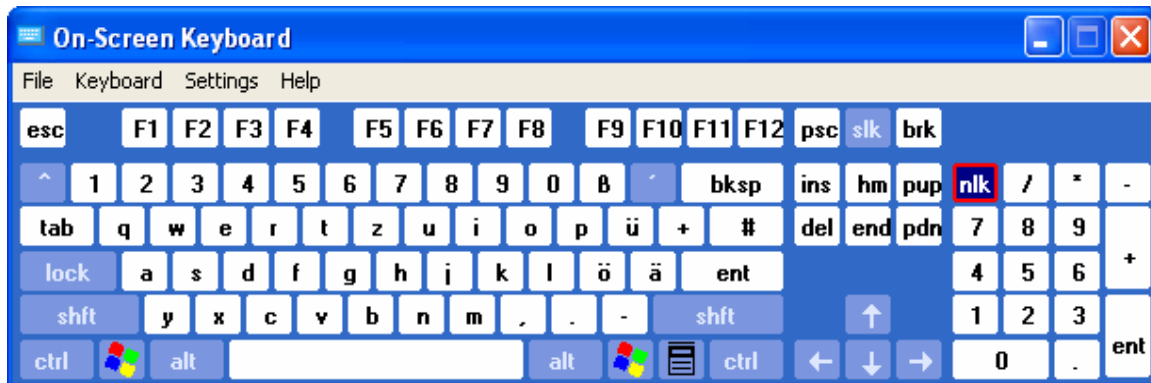 On-Screen Keyboard
File Keyboard Settings Help
esc F1 F2 F3 F4 F5 F6 F7 F8 F9 F10 F11 F12 psc slk brk
^ 1 2 3 4 5 6 7 8 9 0 ß ´ bksp ins hm pup nlk / * -
tab q w e r t z u i o p ü + # del end pdn 7 8 9 +
lock a s d f g h j k l ö ä ent 4 5 6
shft y x c v b n m , . - shft ↑ 1 2 3 ent
ctrl alt alt ctrl ← ↓ → 0 .